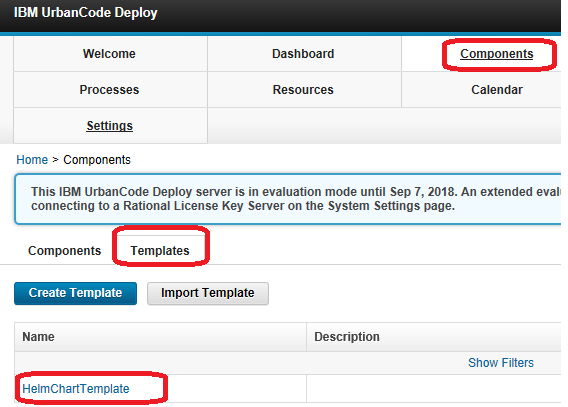 IBM UrbanCode Deploy
Welcome Dashboard Components
Processes Resources Calendar
Settings
Home > Components
This IBM UrbanCode Deploy server is in evaluation mode until Sep 7, 2018. An extended eval
connecting to a Rational License Key Server on the System Settings page.
Components Templates
Create Template Import Template
Name Description
Show Filters
HelmChartTemplate